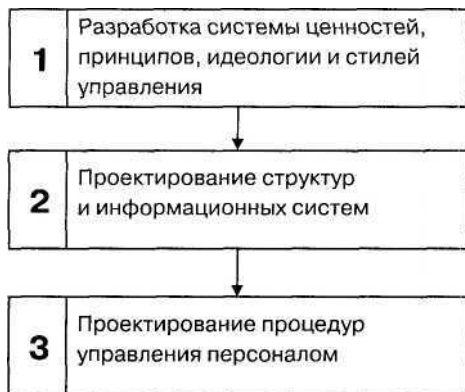 1
Разработка системы ценностей,
принципов, идеологии и стилей
управления
2
Проектирование структур
и информационных систем
3
Проектирование процедур
управления персоналом